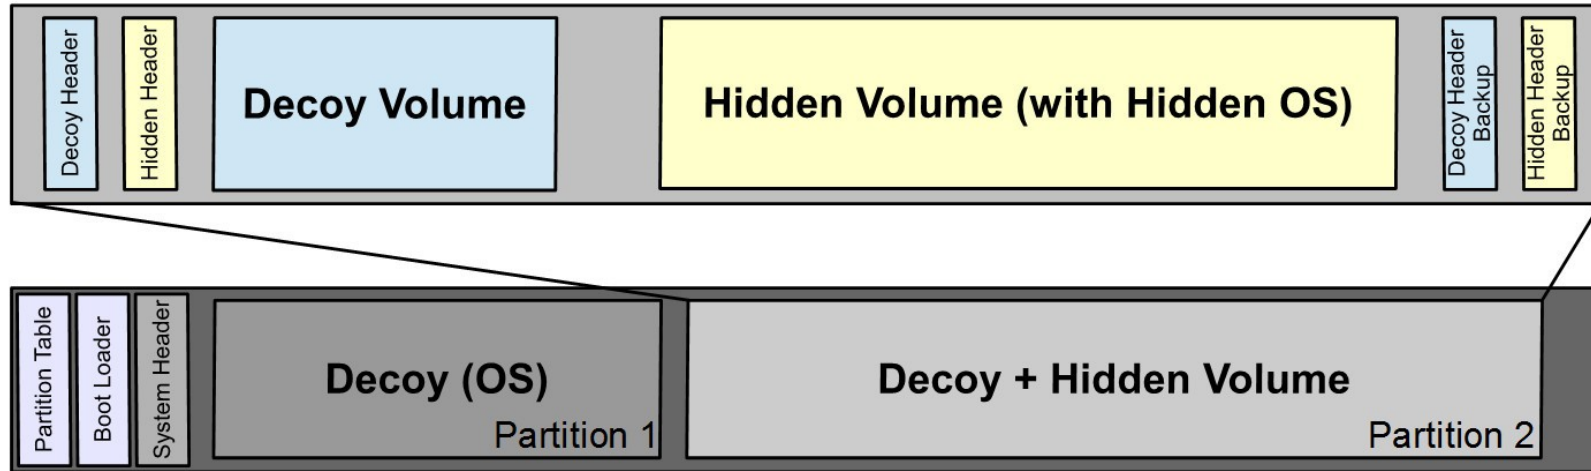 Decoy Header
Hidden Header
Decoy Volume
Hidden Volume (with Hidden OS)
Decoy Header
Backup
Hidden Header
Backup
Partition Table
Boot Loader
System Header
Decoy (OS)
Partition 1
Decoy + Hidden Volume
Partition 2